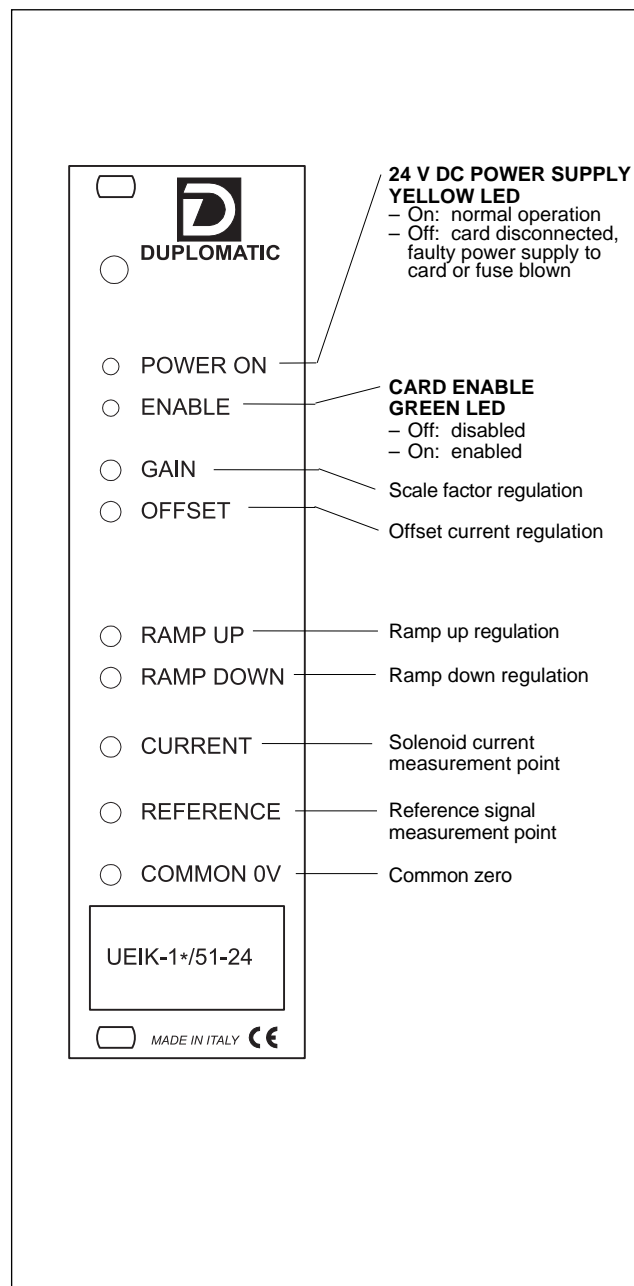 24 V DC POWER SUPPLY
YELLOW LED
– On: normal operation
– Off: card disconnected,
faulty power supply to
card or fuse blown
D
DUPLOMATIC
POWER ON
ENABLE
CARD ENABLE
GREEN LED
– Off: disabled
– On: enabled
GAIN
Scale factor regulation
OFFSET
Offset current regulation
RAMP UP
Ramp up regulation
RAMP DOWN
Ramp down regulation
CURRENT
Solenoid current
measurement point
REFERENCE
Reference signal
measurement point
COMMON 0V
Common zero
UEIK-1*/51-24
MADE IN ITALY CE